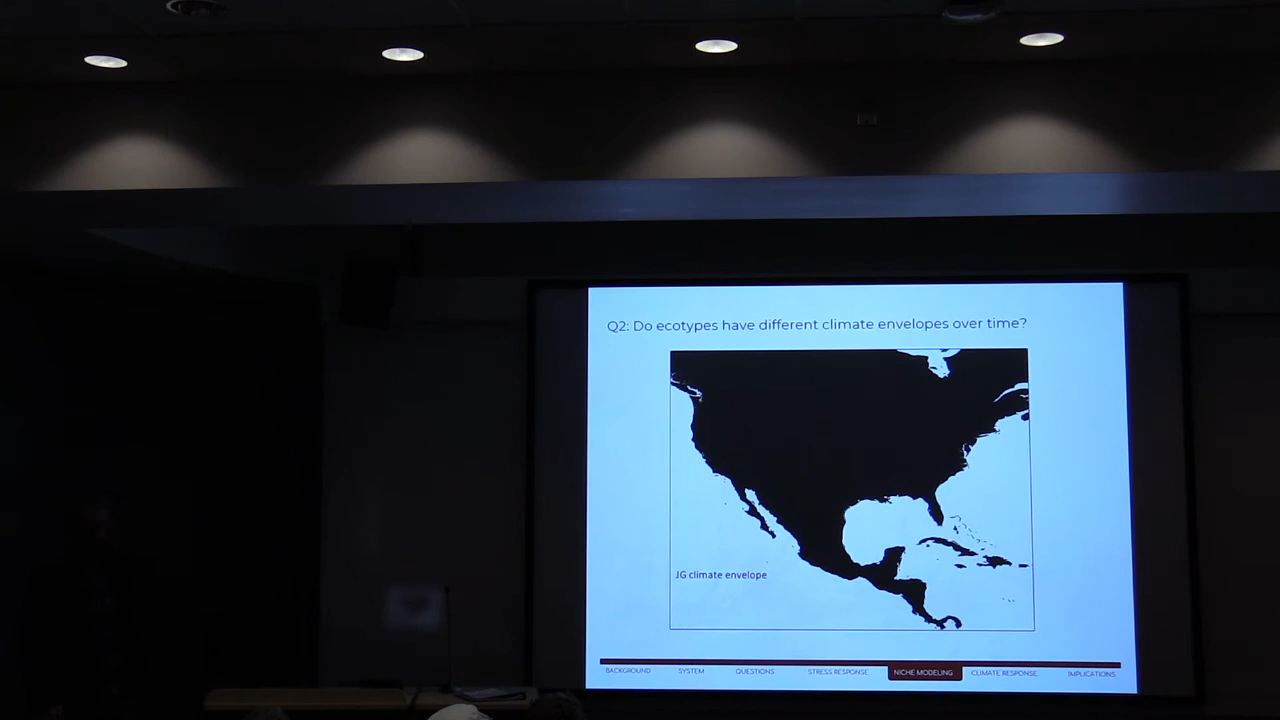 Q2: Do ecotypes have different climate envelopes over time?
JG climate envelope
BACKGROUND SYSTEM QUESTIONS STRESS RESPONSE NICHE MODELING CLIMATE RESPONSE IMPLICATIONS